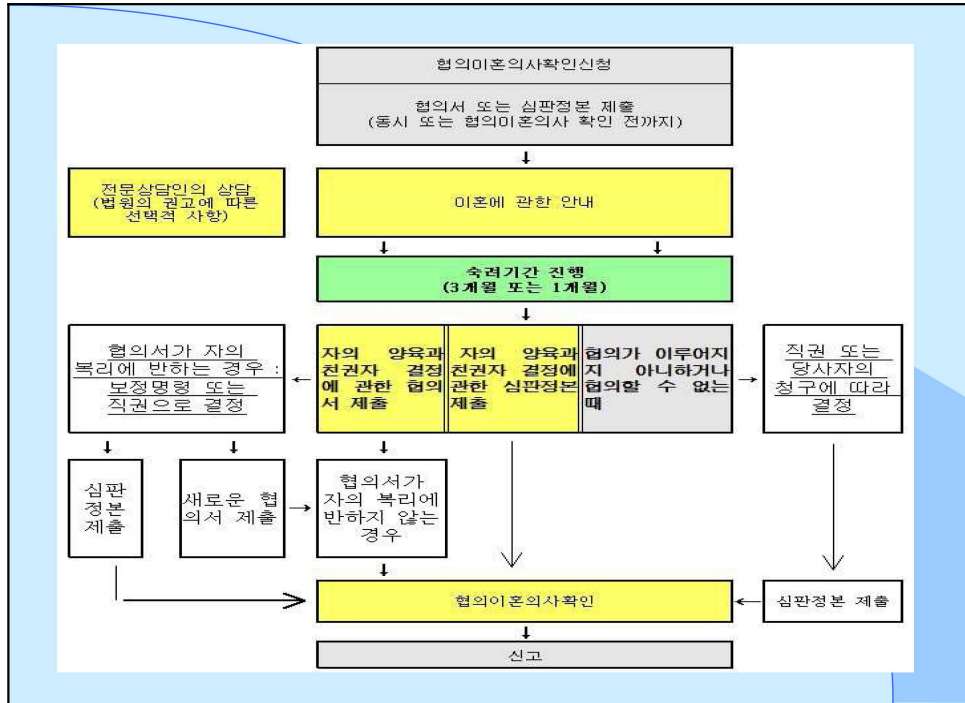 협의이혼의사확인신청
협의서 또는 심판정본 제출
(동시 또는 협의이혼의사 확인 전까지)
전문상담인의 상담
(법원의 권고에 따른
선택적 사항)
이혼에 관한 안내
숙려기간 진행
(3개월 또는 1개월)
협의서가 자의
복리에 반하는 경우 :
보정명령 또는
직권으로 결정
자의 양육과
친권자 결정
에 관한 협의
서 제출
자의 양육과
친권자 결정에
관한 심판정본
제출
협의가 이루어지
지 아니하거나
협의할 수 없는
때
직권 또는
당사자의
청구에 따라
결정
심판
정본
제출
새로운 협
의서 제출
협의서가
자의 복리에
반하지 않는
경우
협의이혼의사확인
심판정본 제출
신고